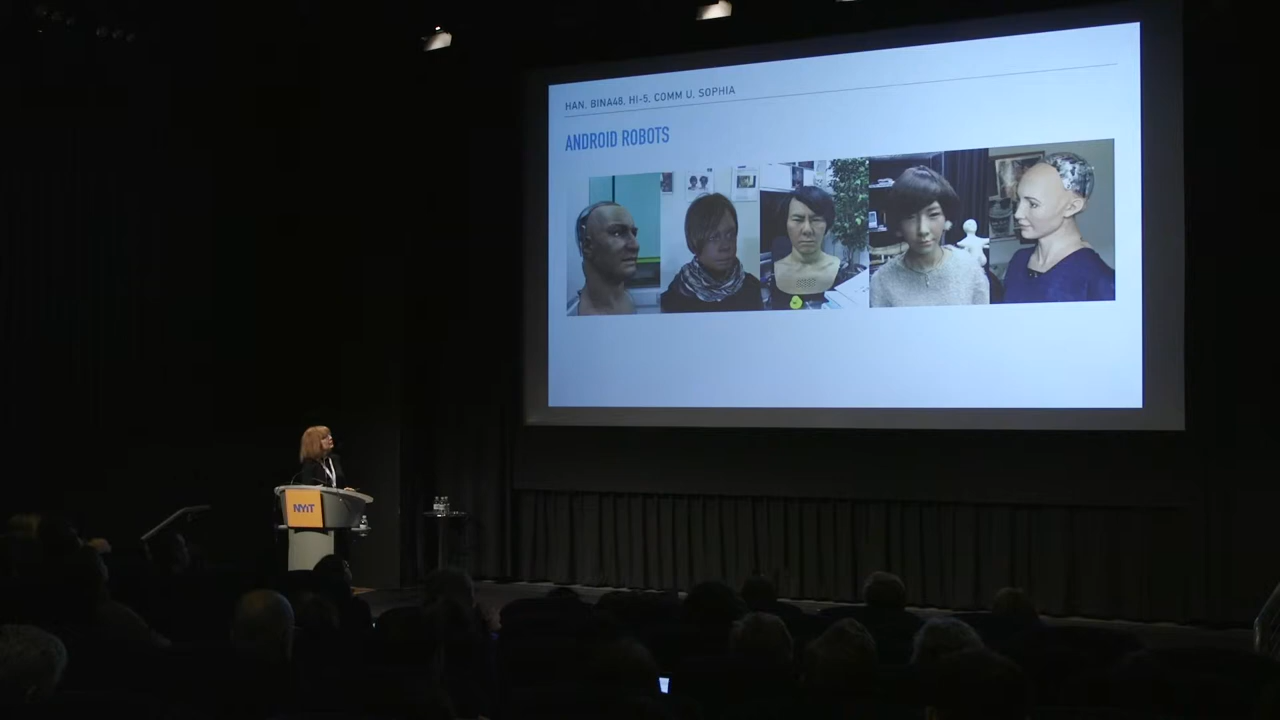 HAN, BINA48, HI-5, COMM U, SOPHIA
ANDROID ROBOTS
NYiT